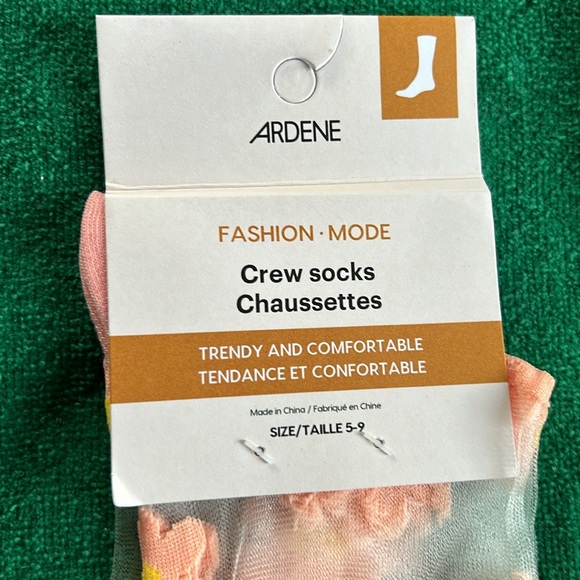 ARDENE
FASHION · MODE
Crew socks
Chaussettes
TRENDY AND COMFORTABLE
TENDANCE ET CONFORTABLE
Made in China / Fabriqué en Chine
SIZE/TAILLE 5-9